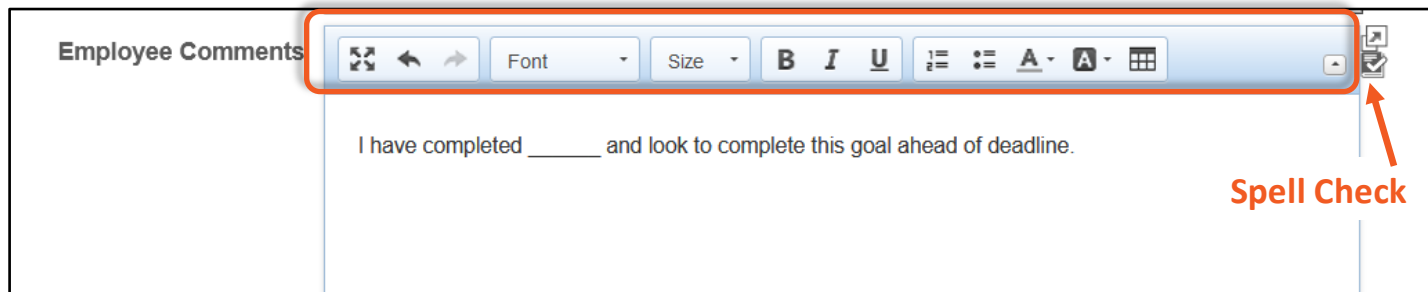 Employee Comments
Font Size B I U A A
I have completed ______ and look to complete this goal ahead of deadline.
Spell Check